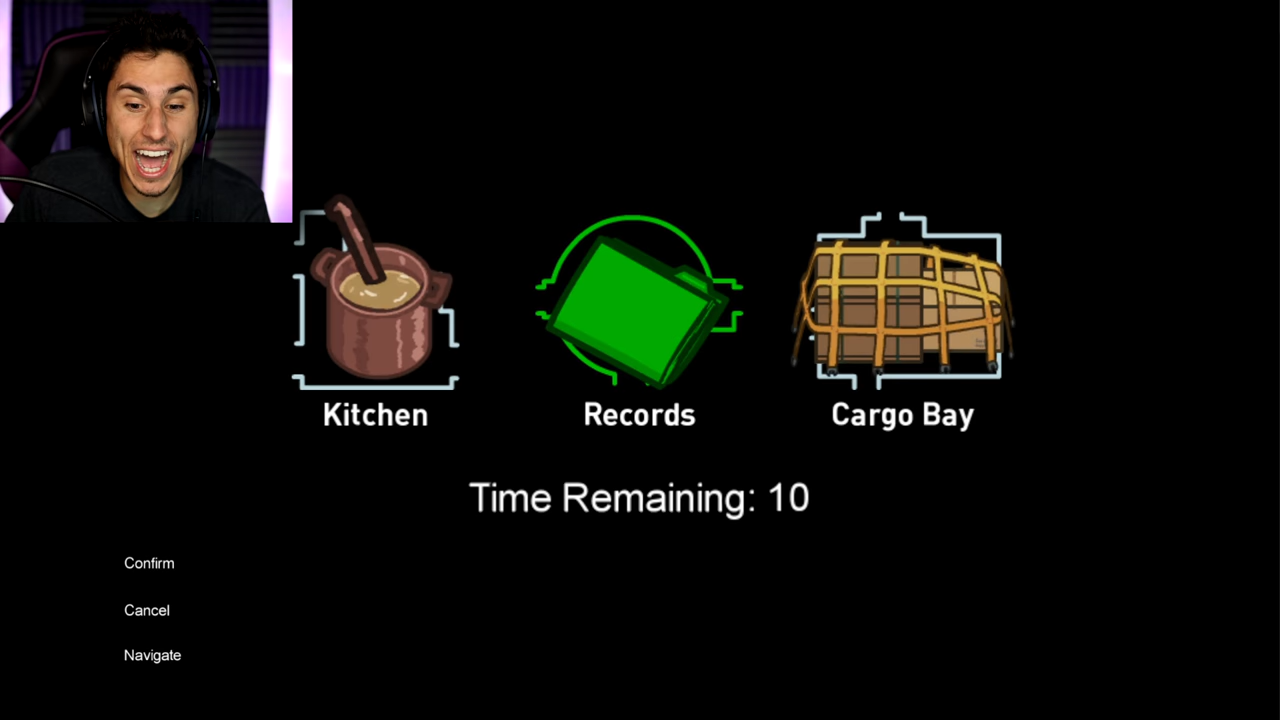 Kitchen
Records
Cargo Bay
Time Remaining: 10
Confirm
Cancel
Navigate